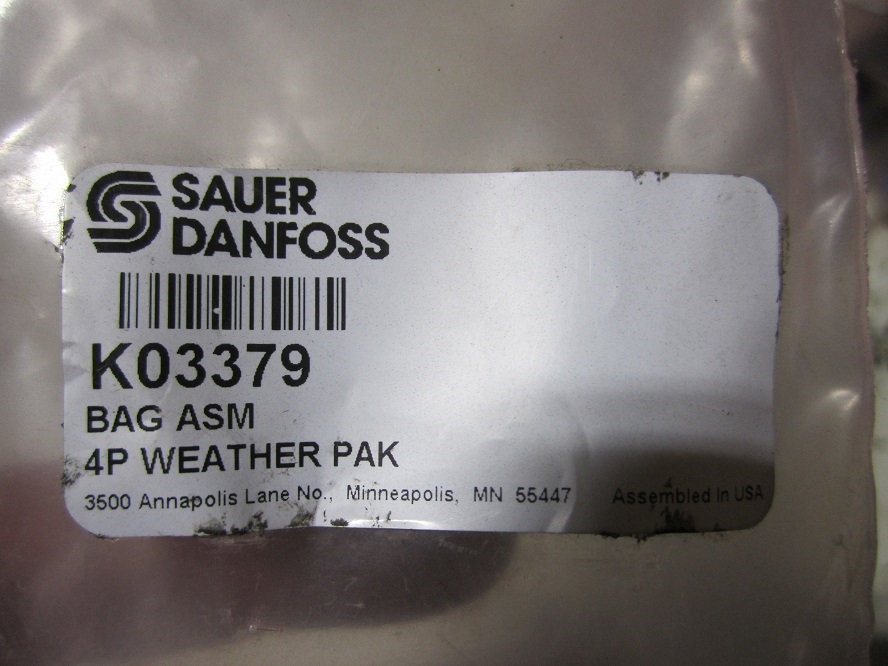 SAUER
DANFOSS
K03379
BAG ASM
4P WEATHER PAK
3500 Annapolis Lane No., Minneapolis, MN 55447 Assembled in USA